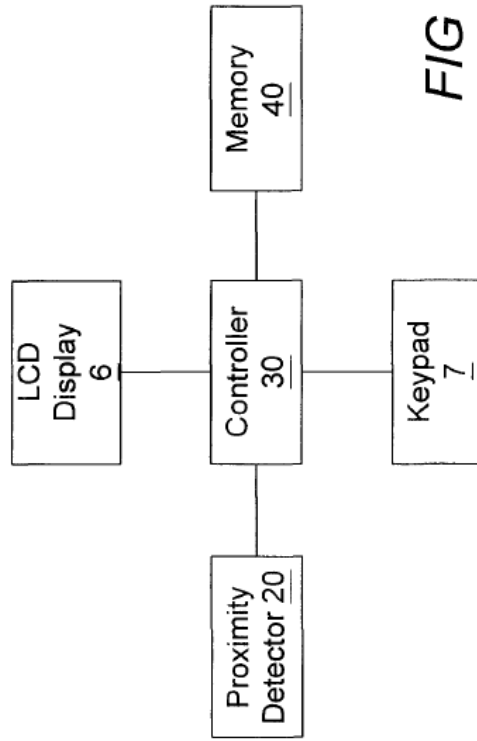 LCD
Display
6
Proximity
Detector 20
Controller
30
Memory
40
Keypad
7
FIG